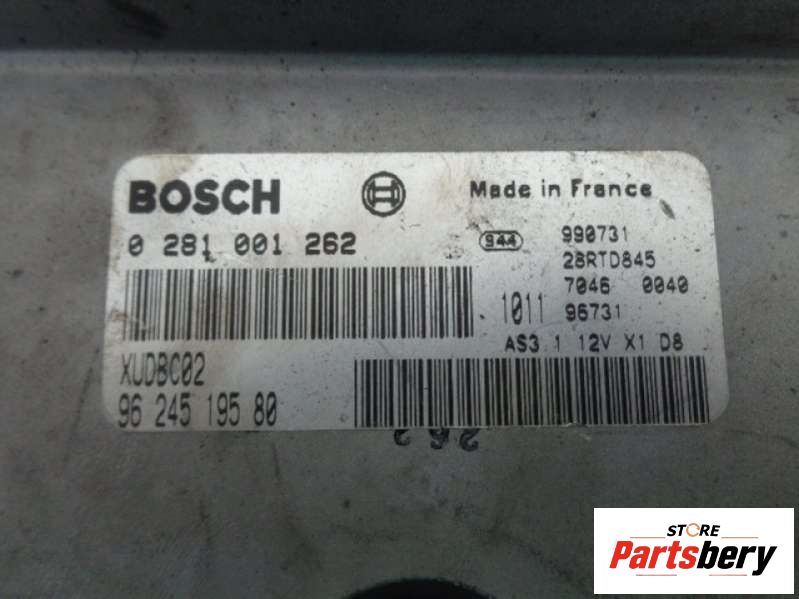 BOSCH
Made in France
0 281 001 262
944
990731
28RTD845
7046 0040
1011 96731
AS3.1 12V X1 D8
XUDBC02
96 245 195 80
262
STORE
Partsbery